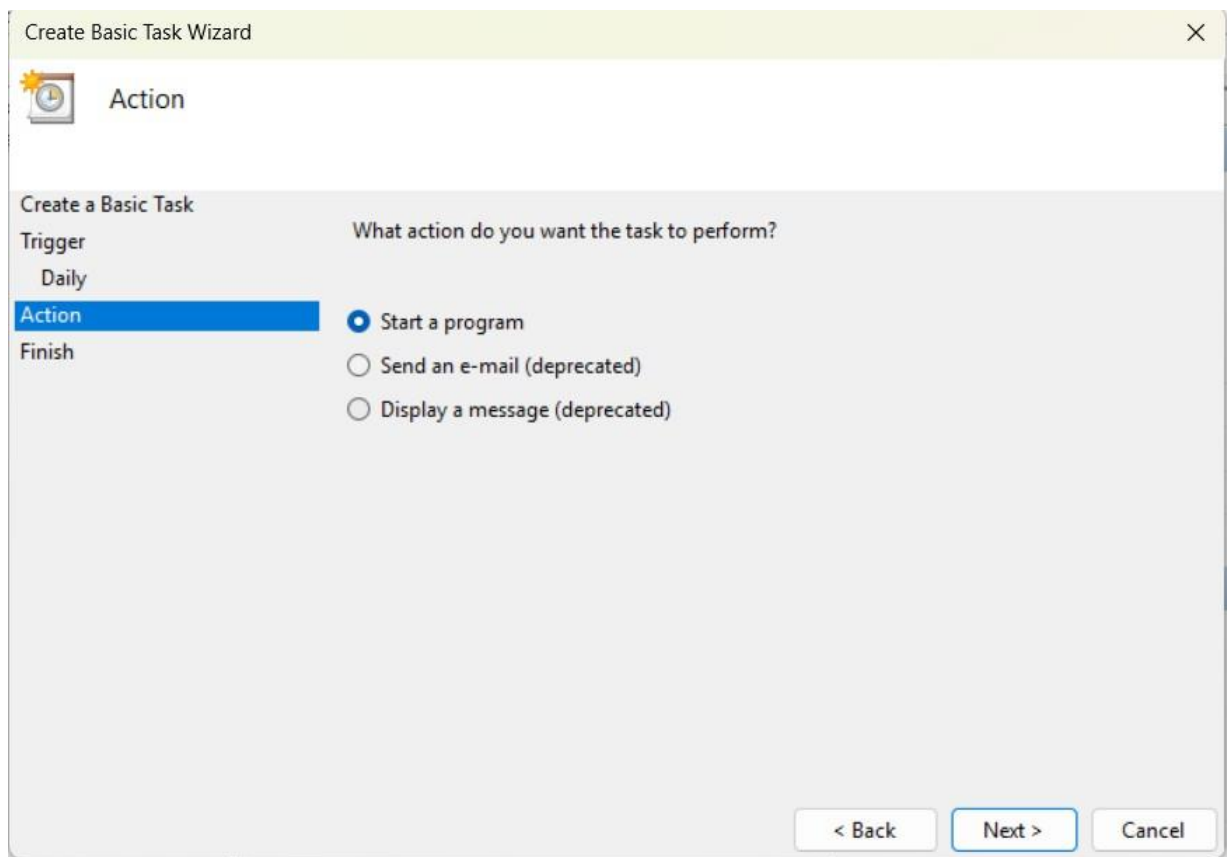 Create Basic Task Wizard
Action
Create a Basic Task
Trigger
Daily
Action
Finish
What action do you want the task to perform?
Start a program
Send an e-mail (deprecated)
Display a message (deprecated)
< Back
Next >
Cancel